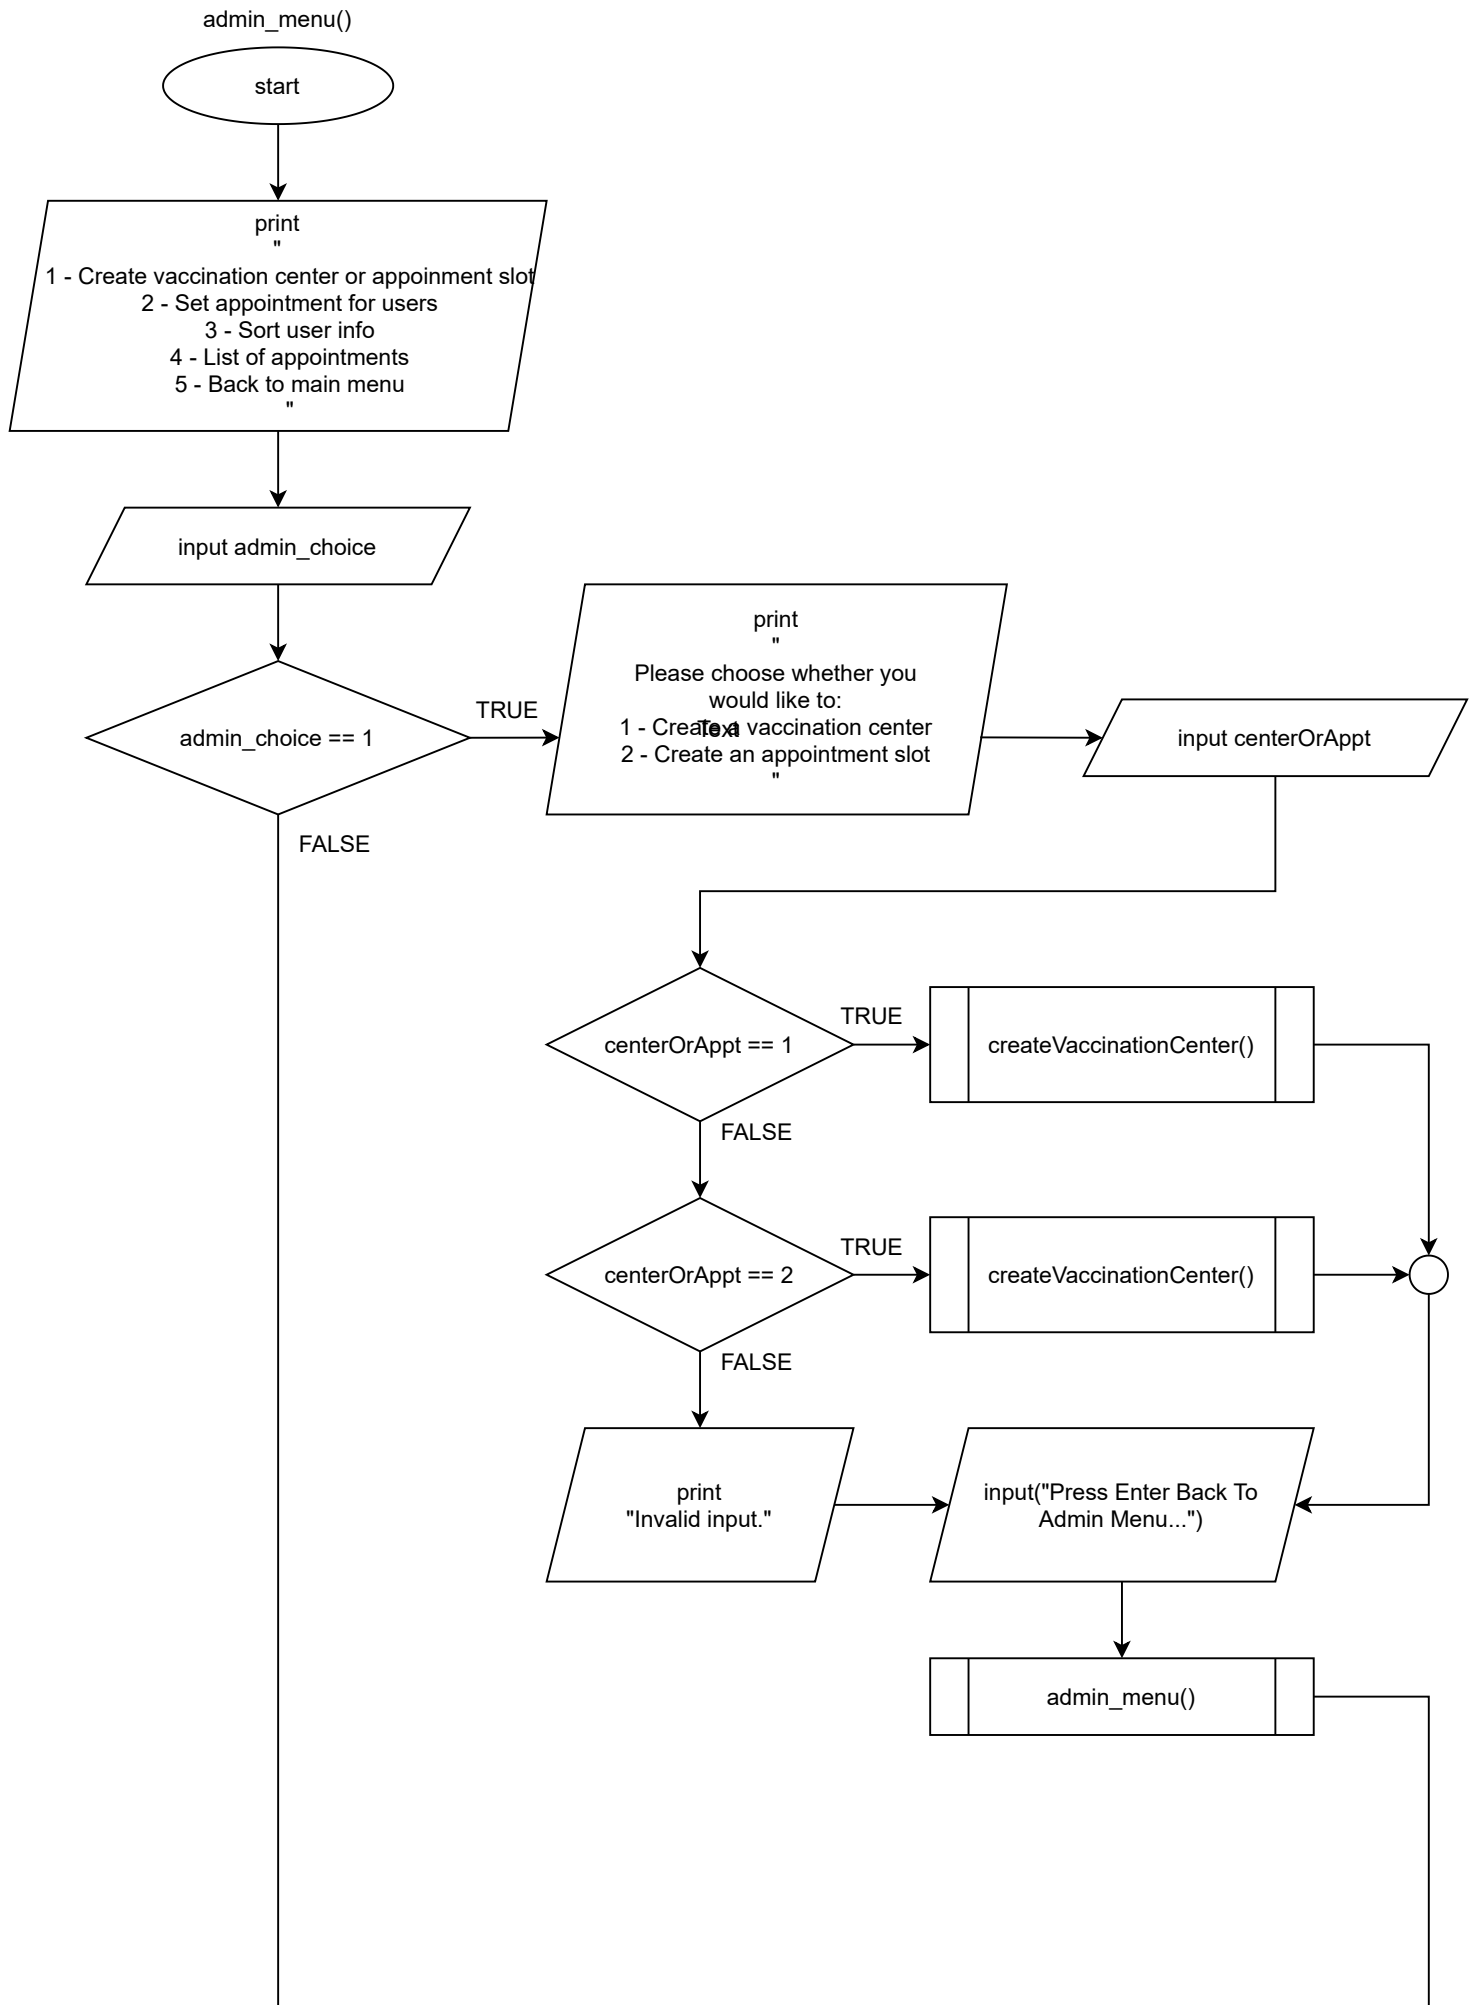 admin_menu()
start
print
"
1 - Create vaccination center or appoinment slot
2 - Set appointment for users
3 - Sort user info
4 - List of appointments
5 - Back to main menu
"
input admin_choice
admin_choice == 1
TRUE
FALSE
print
"
Please choose whether you
would like to:
1 - Create a vaccination center
Text
2 - Create an appointment slot
"
input centerOrAppt
centerOrAppt == 1
TRUE
createVaccinationCenter()
FALSE
centerOrAppt == 2
TRUE
createVaccinationCenter()
FALSE
print
"Invalid input."
input("Press Enter Back To
Admin Menu...")
admin_menu()